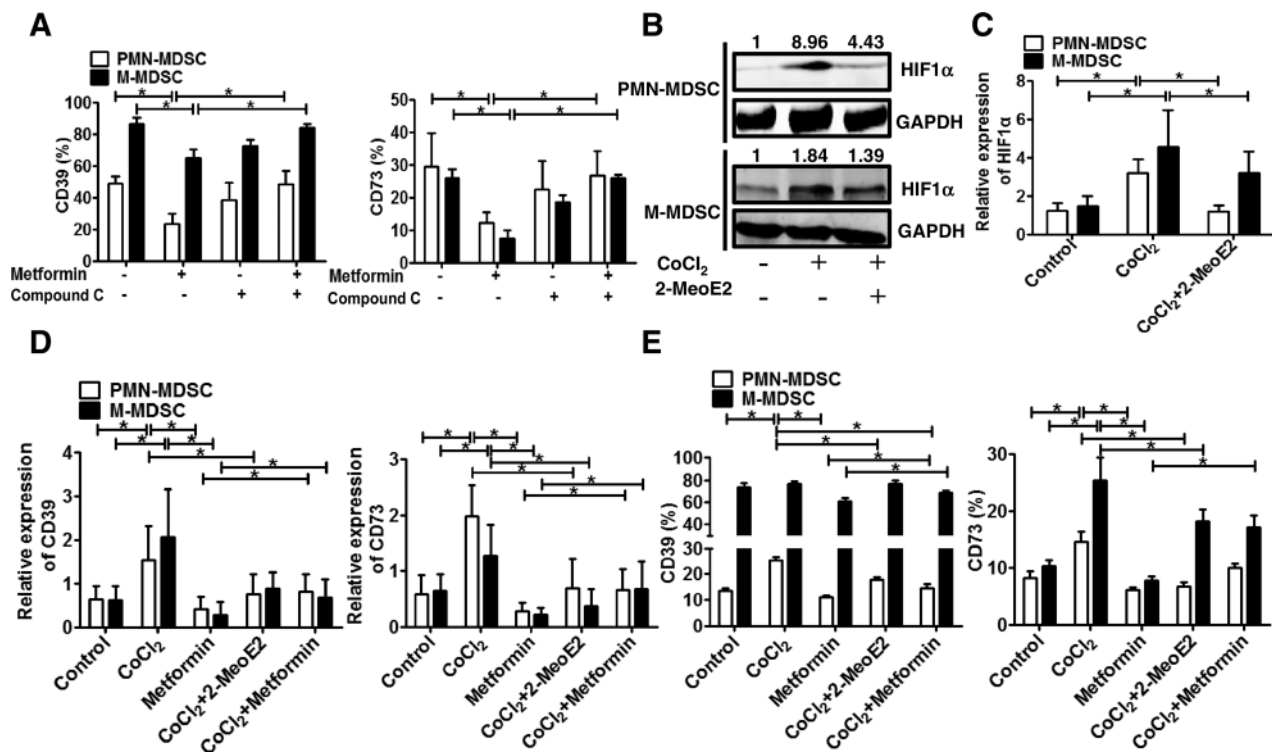 A
PMN-MDSC
M-MDSC
CD39 (%)
100
80
60
40
20
0
Metformin - + - +
Compound C - - + +
CD73 (%)
50
40
30
20
10
0
Metformin - + - +
Compound C - - + +
* * * *
* * * *
B
1 8.96 4.43
PMN-MDSC
HIF1α
GAPDH
1 1.84 1.39
M-MDSC
HIF1α
GAPDH
CoCl2 - + +
2-MeoE2 - - +
C
PMN-MDSC
M-MDSC
Relative expression
of HIF1α
8
6
4
2
0
* * * *
Control
CoCl2
CoCl2+2-MeoE2
D
PMN-MDSC
M-MDSC
Relative expression
of CD39
4
3
2
1
0
* * * * * * *
Control
CoCl2
Metformin
CoCl2+2-MeoE2
CoCl2+Metformin
Relative expression
of CD73
3
2
1
0
* * * * * * * *
Control
CoCl2
Metformin
CoCl2+2-MeoE2
CoCl2+Metformin
E
PMN-MDSC
M-MDSC
CD39 (%)
100
80
60
40
30
20
10
0
* * * * * *
Control
CoCl2
Metformin
CoCl2+2-MeoE2
CoCl2+Metformin
CD73 (%)
30
20
10
0
* * * * * * *
Control
CoCl2
Metformin
CoCl2+2-MeoE2
CoCl2+Metformin